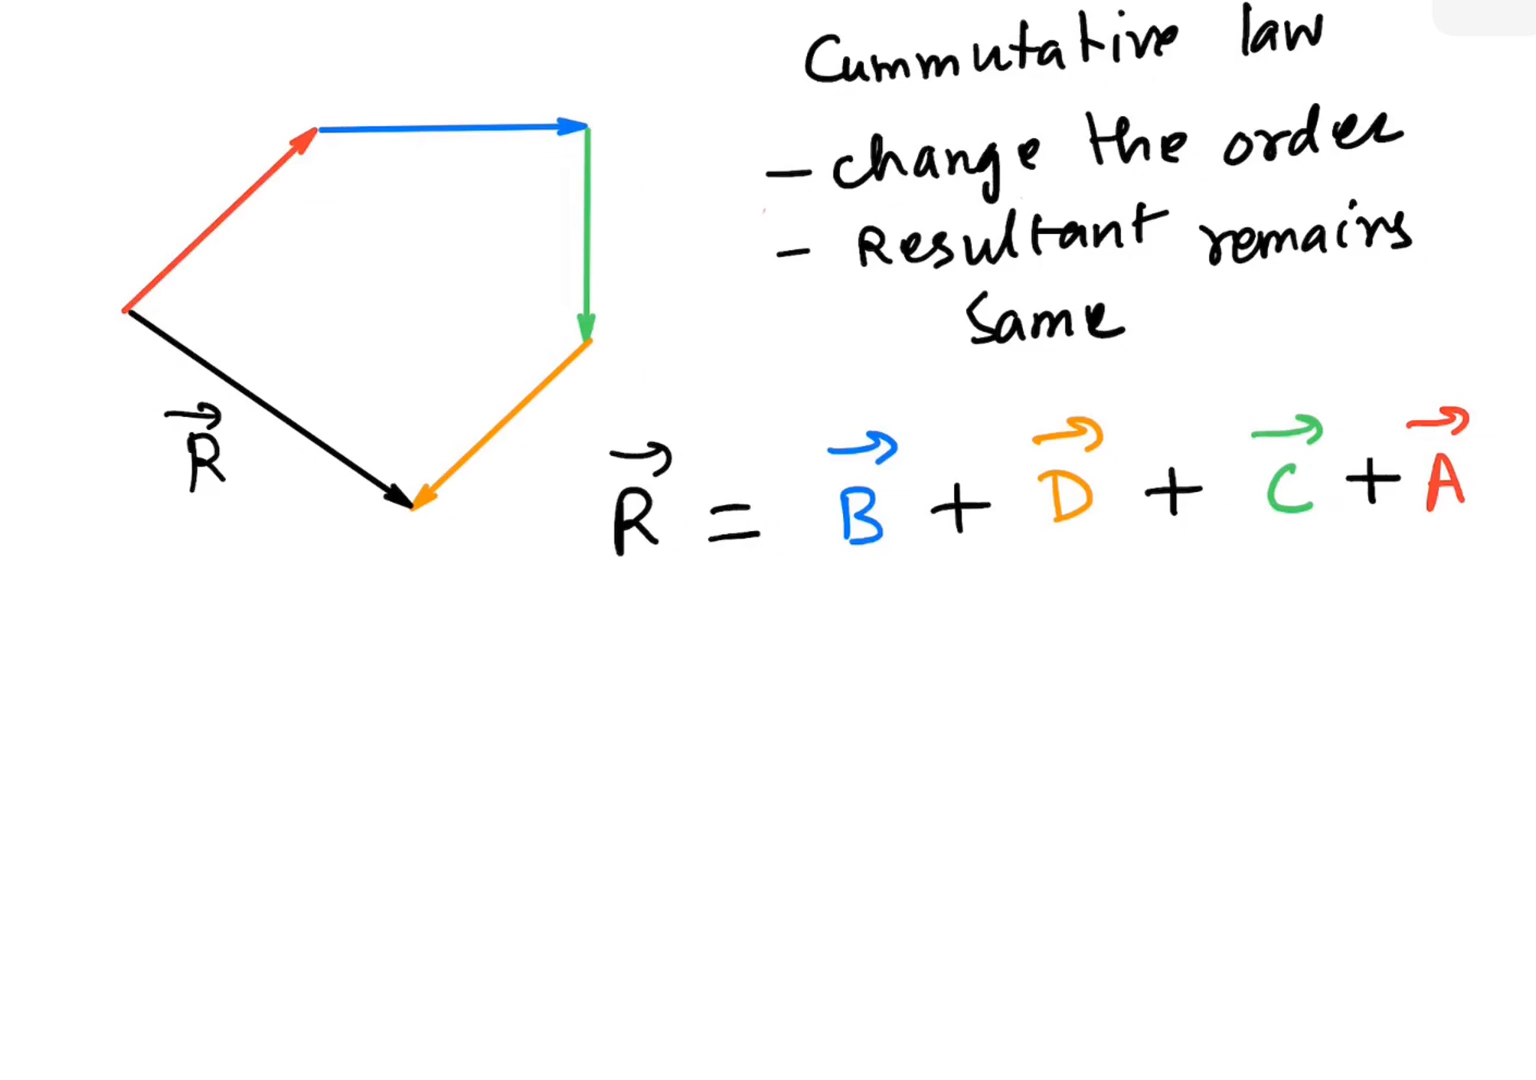 Cummutative law
- change the order
- Resultant remains
same
R
R = B + D + C + A